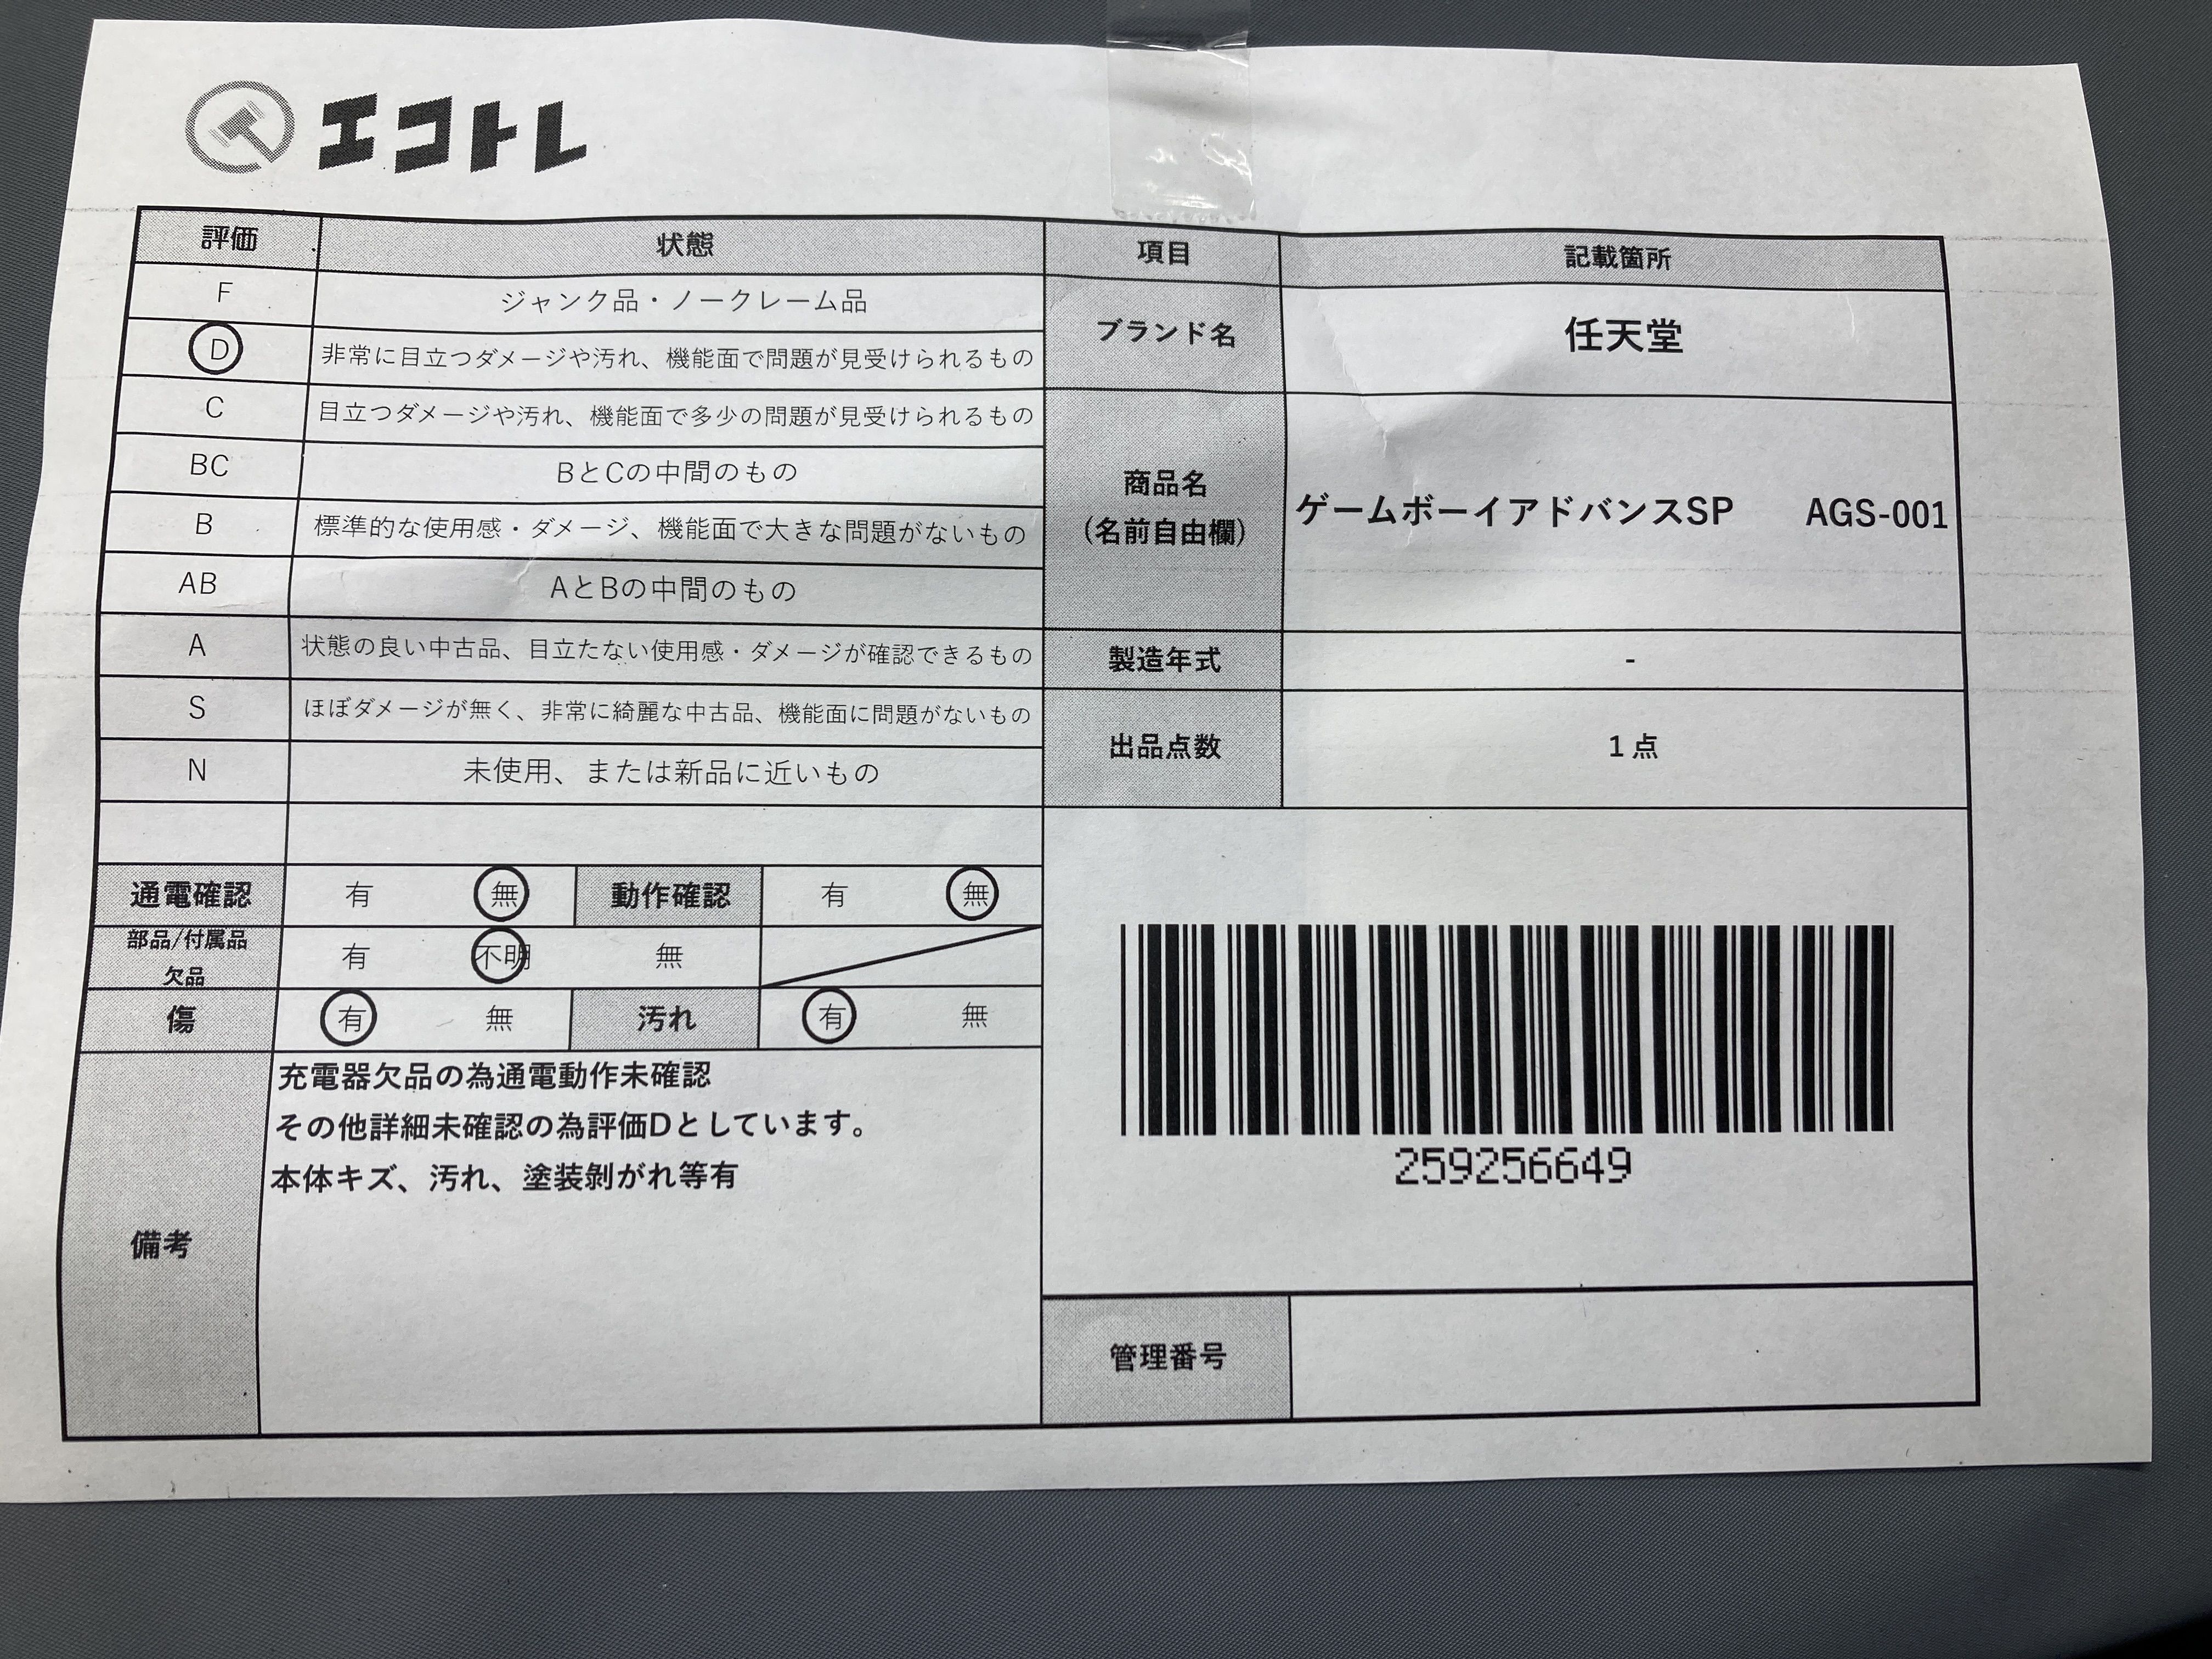 エコトレ
評価 状態
F ジャンク品・ノークレーム品
D 非常に目立つダメージや汚れ、機能面で問題が見受けられるもの
C 目立つダメージや汚れ、機能面で多少の問題が見受けられるもの
BC BとCの中間のもの
B 標準的な使用感・ダメージ、機能面で大きな問題がないもの
AB AとBの中間のもの
A 状態の良い中古品、目立たない使用感・ダメージが確認できるもの
S ほぼダメージが無く、非常に綺麗な中古品、機能面に問題がないもの
N 未使用、または新品に近いもの
通電確認 有 無 動作確認 有 無
部品/付属品
欠品 有 不明 無
傷 有 無 汚れ 有 無
備考
充電器欠品の為通電動作未確認
その他詳細未確認の為評価Dとしています。
本体キズ、汚れ、塗装剝がれ等有
項目 記載箇所
ブランド名 任天堂
商品名
(名前自由欄)
ゲームボーイアドバンスSP AGS-001
製造年式 -
出品点数 1点
259256649
管理番号